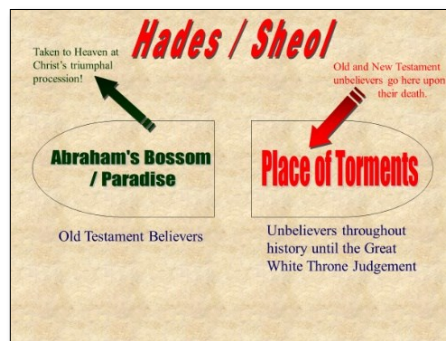 Hades / Sheol
Taken to Heaven at
Christ's triumphal
procession!
Old and New Testament
unbelievers go here upon
their death.
Abraham's Bossom
/ Paradise
Place of Torments
Old Testament Believers
Unbelievers throughout
history until the Great
White Throne Judgement